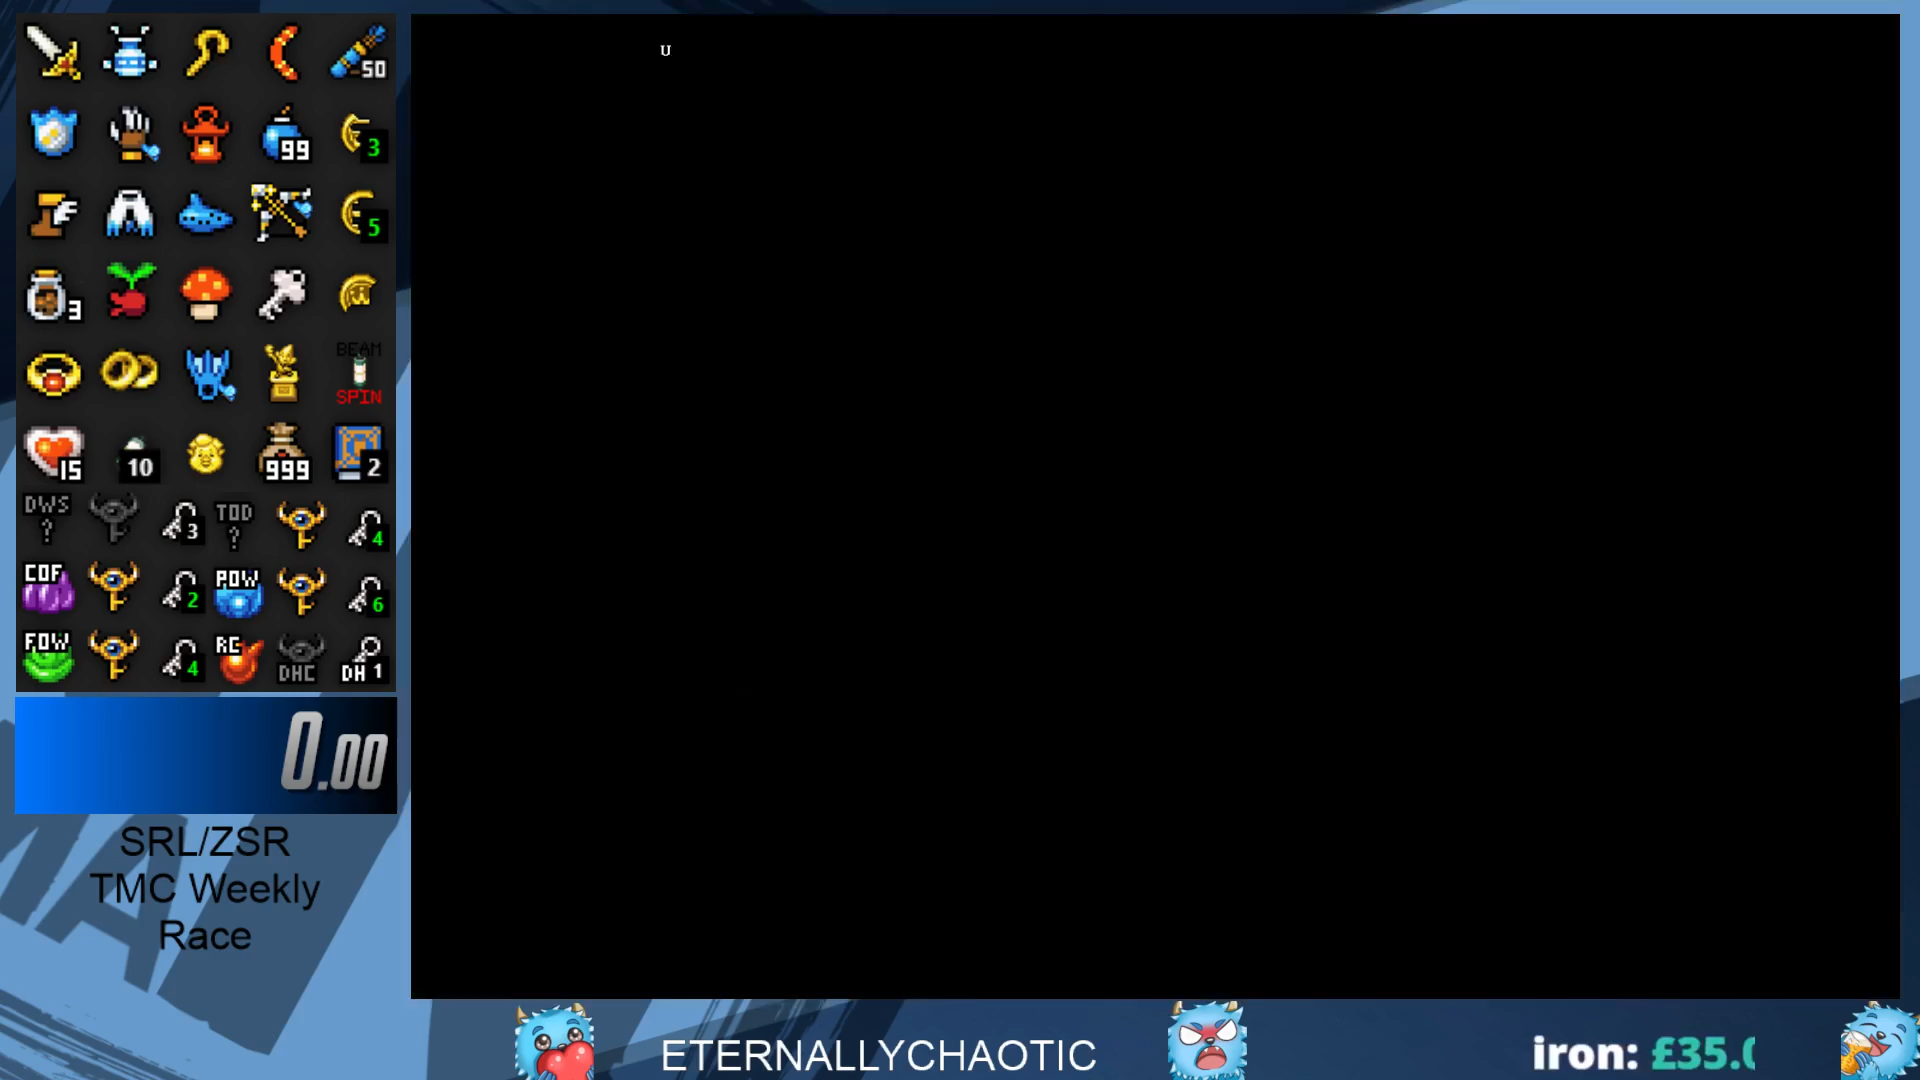 U
50
99
3
5
3
BEAM
SPIN
15
10
999
2
DWS
?
3
TOD
?
4
COF
2
POW
6
FOW
4
RC
DHC
DH 1
0.00
SRL/ZSR
TMC Weekly
Race
ETERNALLYCHAOTIC
iron: £35.0